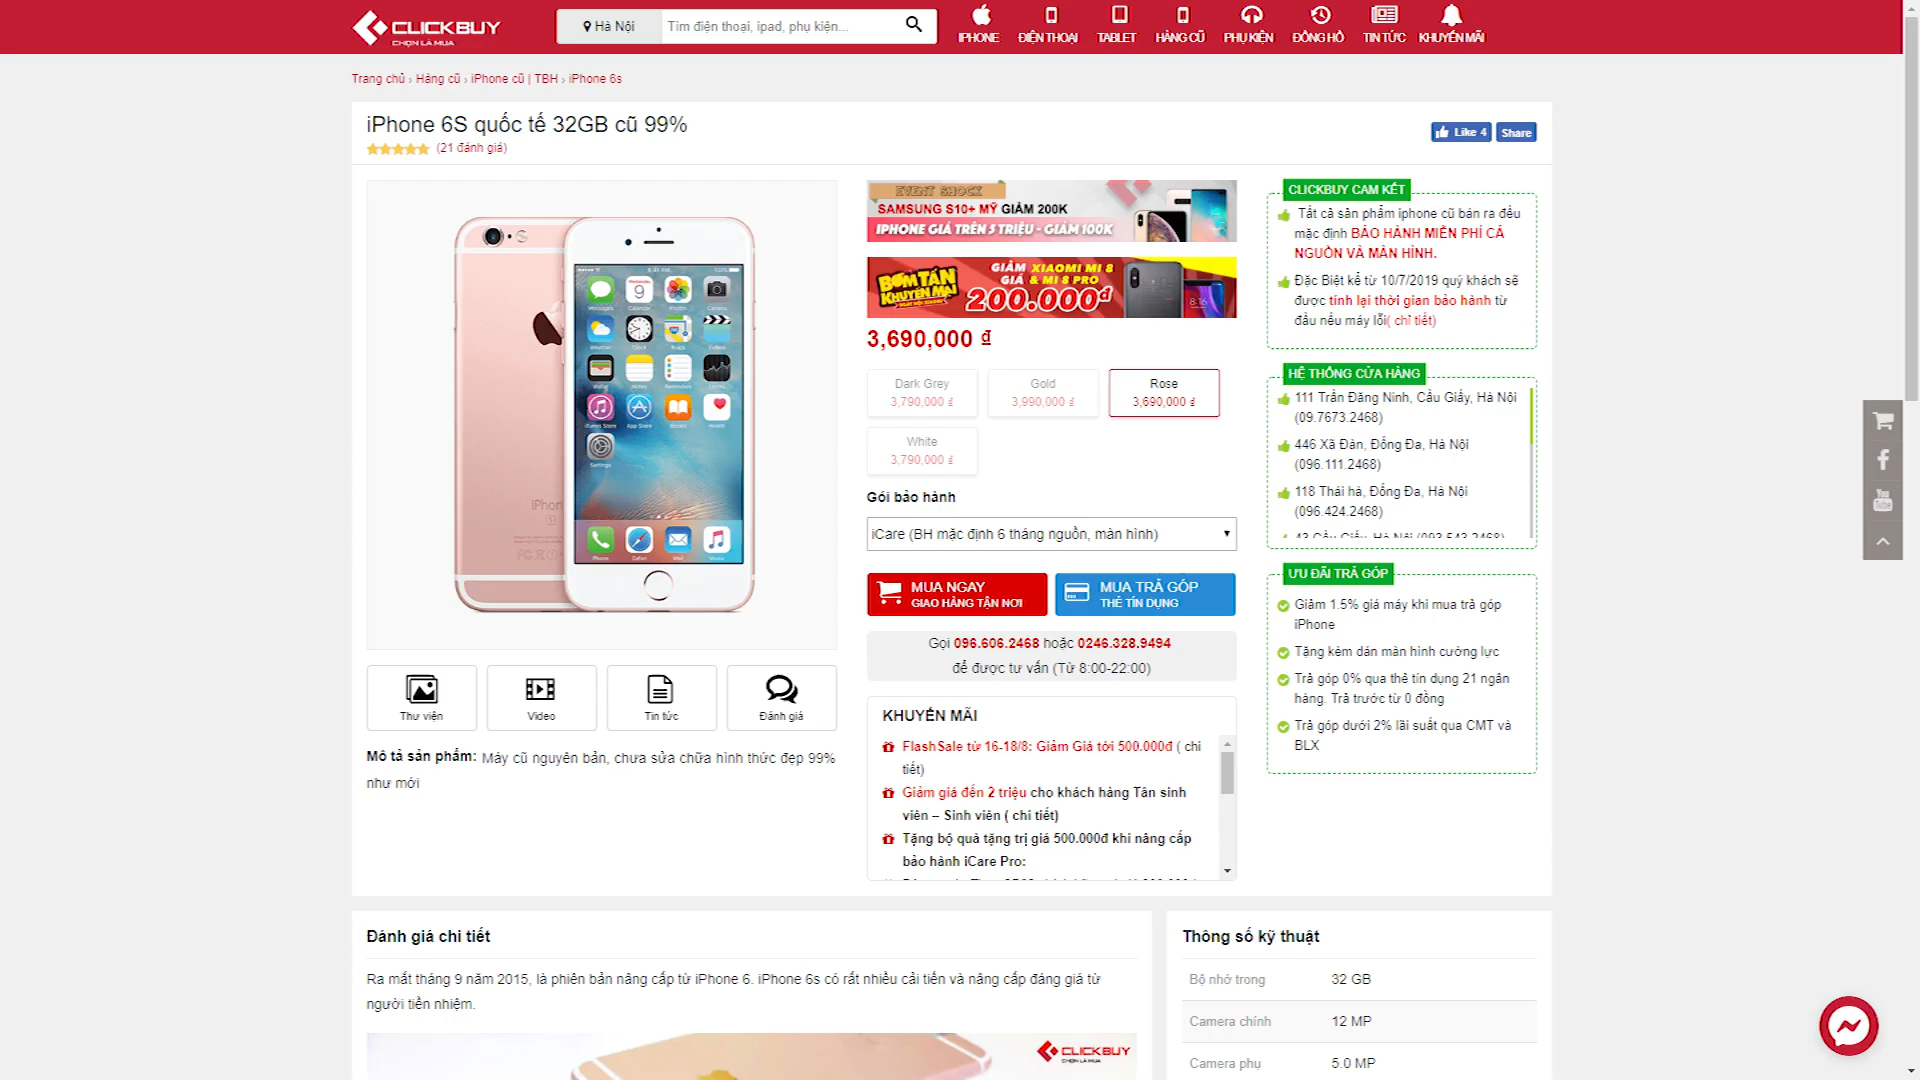 CLICKBUY
CHỌN LÀ MUA
Hà Nội
Tìm điện thoại, ipad, phụ kiện...
IPHONE
ĐIỆN THOẠI
TABLET
HÀNG CŨ
PHỤ KIỆN
ĐỒNG HỒ
TIN TỨC
KHUYẾN MÃI
Trang chủ › Hàng cũ › iPhone cũ | TBH › iPhone 6s
iPhone 6S quốc tế 32GB cũ 99%
(21 đánh giá)
Like 4
Share
EVENT SHOCK
SAMSUNG S10+ MỸ GIẢM 200K
IPHONE GIÁ TRÊN 5 TRIỆU - GIẢM 100K
BOM TẤN
KHUYẾN MẠI
GIẢM XIAOMI MI 8
GIÁ & MI 8 PRO
200.000đ
3,690,000 ₫
Dark Grey
3,790,000 ₫
Gold
3,990,000 ₫
Rose
3,690,000 ₫
White
3,790,000 ₫
Gói bảo hành
iCare (BH mặc định 6 tháng nguồn, màn hình)
MUA NGAY
GIAO HÀNG TẬN NƠI
MUA TRẢ GÓP
THẺ TÍN DỤNG
Gọi 096.606.2468 hoặc 0246.328.9494
để được tư vấn (Từ 8:00-22:00)
KHUYẾN MÃI
FlashSale từ 16-18/8: Giảm Giá tới 500.000đ ( chi
tiết)
Giảm giá đến 2 triệu cho khách hàng Tân sinh
viên – Sinh viên ( chi tiết)
Tặng bộ quà tặng trị giá 500.000đ khi nâng cấp
bảo hành iCare Pro:
CLICKBUY CAM KẾT
Tất cả sản phẩm iphone cũ bán ra đều
mặc định BẢO HÀNH MIỄN PHÍ CẢ
NGUỒN VÀ MÀN HÌNH.
Đặc Biệt kể từ 10/7/2019 quý khách sẽ
được tính lại thời gian bảo hành từ
đầu nếu máy lỗi( chi tiết)
HỆ THỐNG CỬA HÀNG
111 Trần Đăng Ninh, Cầu Giấy, Hà Nội
(09.7673.2468)
446 Xã Đàn, Đống Đa, Hà Nội
(096.111.2468)
118 Thái hà, Đống Đa, Hà Nội
(096.424.2468)
43 Cầu Giấy, Hà Nội (093.543.2468)
ƯU ĐÃI TRẢ GÓP
Giảm 1.5% giá máy khi mua trả góp
iPhone
Tặng kèm dán màn hình cường lực
Trả góp 0% qua thẻ tín dụng 21 ngân
hàng. Trả trước từ 0 đồng
Trả góp dưới 2% lãi suất qua CMT và
BLX
Thư viện
Video
Tin tức
Đánh giá
Mô tả sản phẩm: Máy cũ nguyên bản, chưa sửa chữa hình thức đẹp 99%
như mới
Đánh giá chi tiết
Ra mắt tháng 9 năm 2015, là phiên bản nâng cấp từ iPhone 6. iPhone 6s có rất nhiều cải tiến và nâng cấp đáng giá từ
người tiền nhiệm.
CLICKBUY
CHỌN LÀ MUA
Thông số kỹ thuật
Bộ nhớ trong 32 GB
Camera chính 12 MP
Camera phụ 5.0 MP